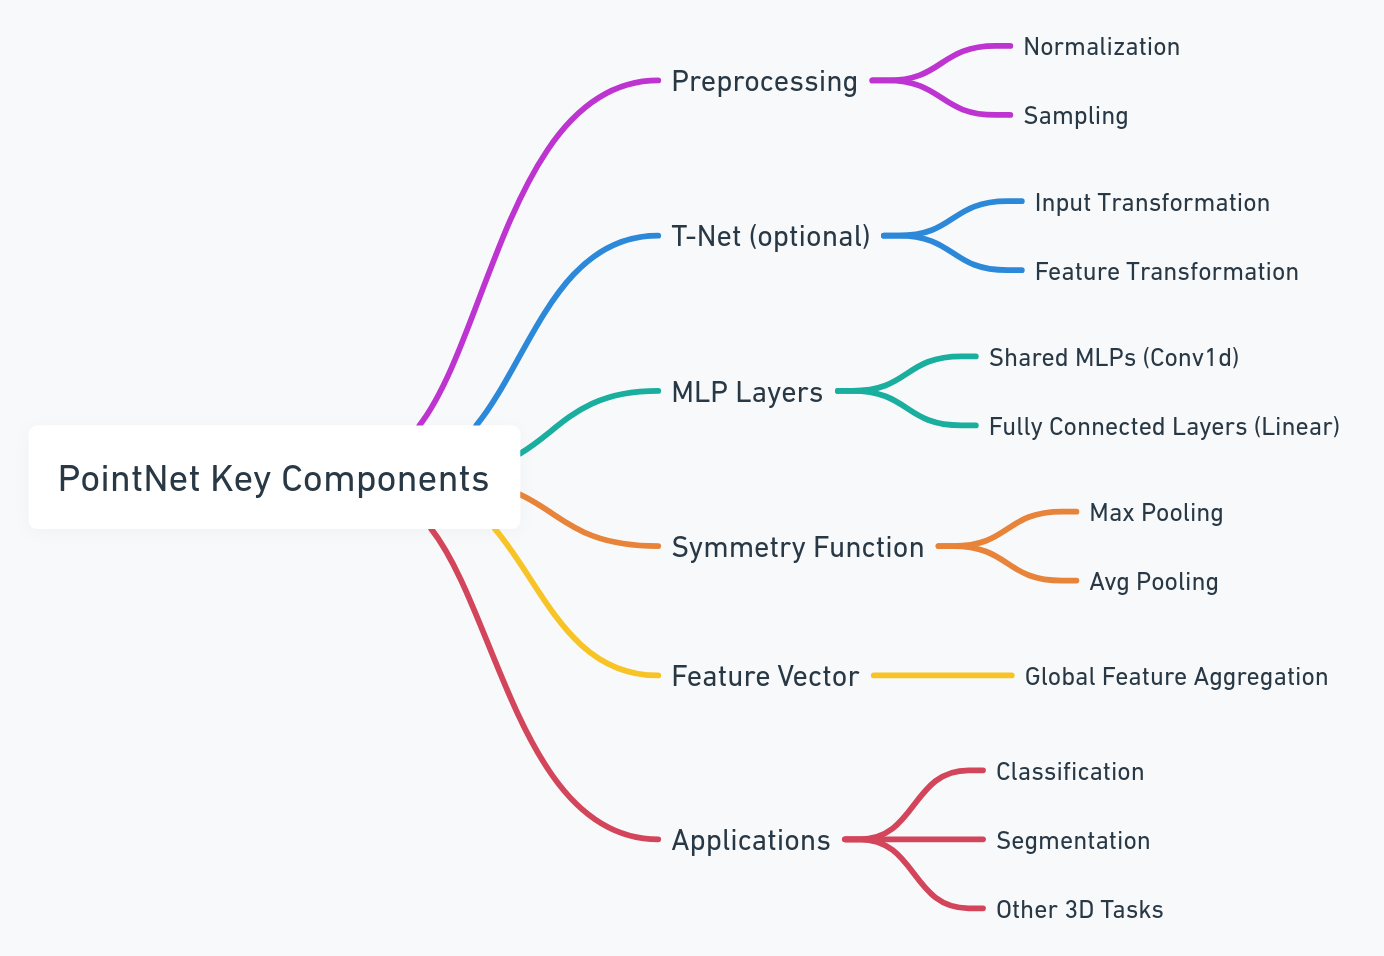 PointNet Key Components
Preprocessing
Normalization
Sampling
T-Net (optional)
Input Transformation
Feature Transformation
MLP Layers
Shared MLPs (Conv1d)
Fully Connected Layers (Linear)
Symmetry Function
Max Pooling
Avg Pooling
Feature Vector
Global Feature Aggregation
Applications
Classification
Segmentation
Other 3D Tasks